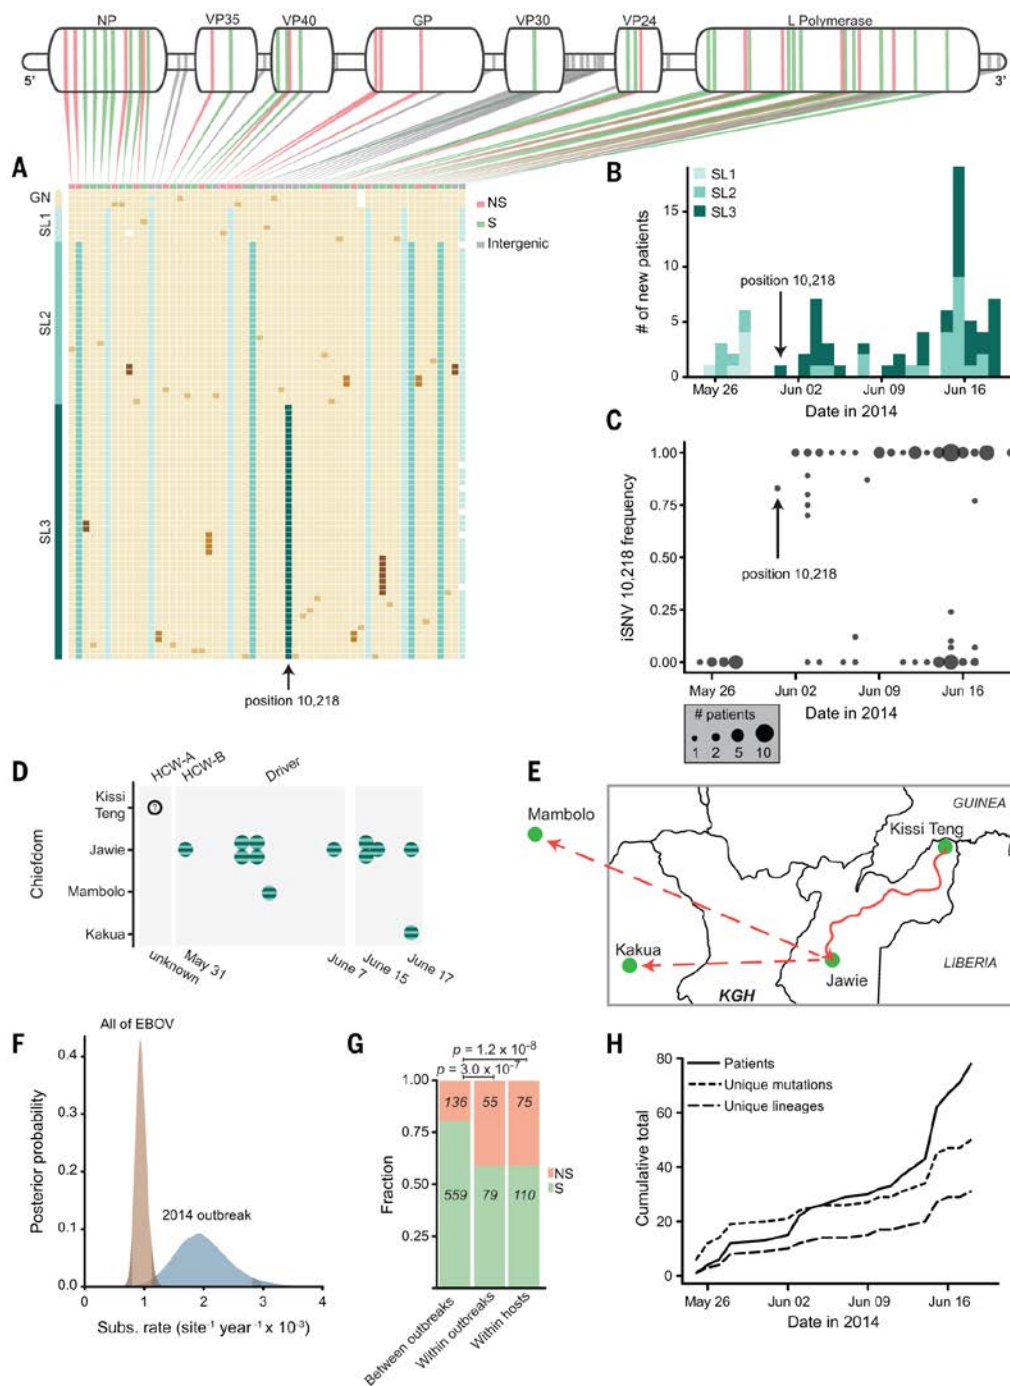 NP VP35 VP40 GP VP30 VP24 L Polymerase
5' 3'
A
GN
SL1
SL2
SL3
NS
S
Intergenic
position 10,218
B
SL1
SL2
SL3
# of new patients
15
10
5
0
position 10,218
May 26 Jun 02 Jun 09 Jun 16
Date in 2014
C
iSNV 10,218 frequency
1.00
0.75
0.50
0.25
0.00
position 10,218
May 26 Jun 02 Jun 09 Jun 16
Date in 2014
# patients
1 2 5 10
D
HCW-A HCW-B Driver
Chiefdom
Kissi
Teng
Jawie
Mambolo
Kakua
?
unknown May 31 June 7 June 15 June 17
E
Mambolo
GUINEA
Kissi Teng
Kakua
KGH
Jawie
LIBERIA
F
All of EBOV
2014 outbreak
Posterior probability
0.4
0.3
0.2
0.1
0.0
0 1 2 3 4
Subs. rate (site⁻¹ year⁻¹ x 10⁻³)
G
p = 1.2 x 10⁻⁸
p = 3.0 x 10⁻⁷
Fraction
1.00
0.75
0.50
0.25
136 55 75
559 79 110
NS
S
Between outbreaks
Within outbreaks
Within hosts
H
Patients
Unique mutations
Unique lineages
Cumulative total
80
60
40
20
0
May 26 Jun 02 Jun 09 Jun 16
Date in 2014